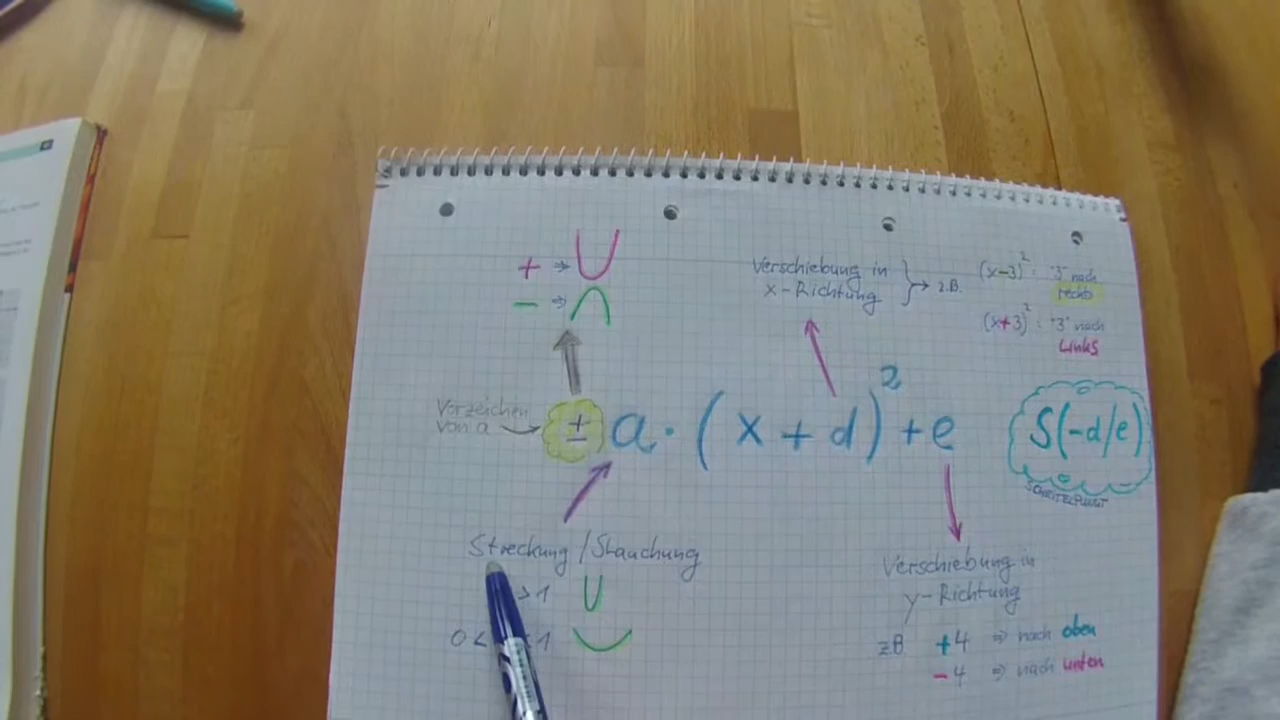 + ⇒
Verschiebung in
x-Richtung
→ z.B.
(x-3)² : "3" nach
rechts
(x+3)² : "3" nach
Links
- ⇒
Vorzeichen
von a
± a · (x + d)² + e
S(-d/e)
SCHEITELPUNKT
Streckung / Stauchung
> 1
0 < < 1
Verschiebung in
y-Richtung
z.B. +4 ⇒ nach oben
-4 ⇒ nach unten